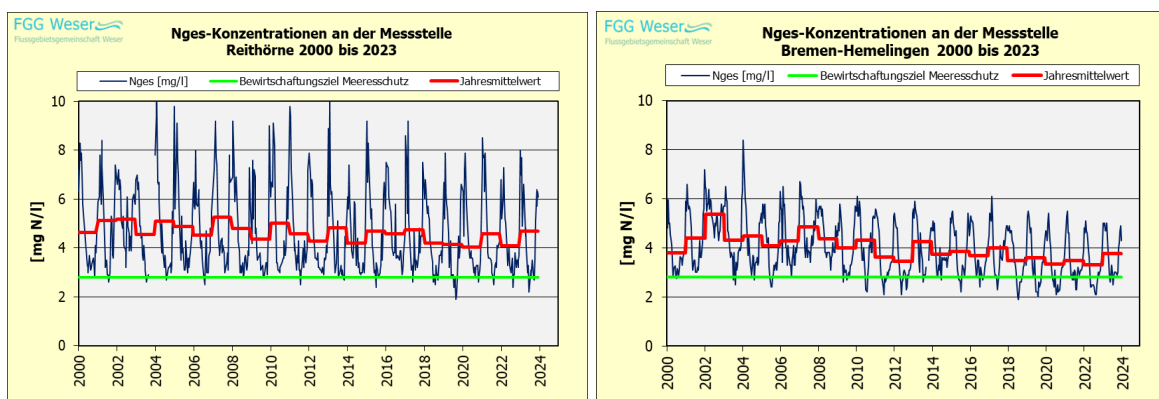 FGG Weser
Flussgebietsgemeinschaft Weser
Nges-Konzentrationen an der Messstelle
Reithörne 2000 bis 2023
Nges [mg/l]
Bewirtschaftungsziel Meeresschutz
Jahresmittelwert
[mg N/l]
10
8
6
4
2
0
2000
2002
2004
2006
2008
2010
2012
2014
2016
2018
2020
2022
2024
FGG Weser
Flussgebietsgemeinschaft Weser
Nges-Konzentrationen an der Messstelle
Bremen-Hemelingen 2000 bis 2023
Nges [mg/l]
Bewirtschaftungsziel Meeresschutz
Jahresmittelwert
[mg N/l]
10
8
6
4
2
0
2000
2002
2004
2006
2008
2010
2012
2014
2016
2018
2020
2022
2024